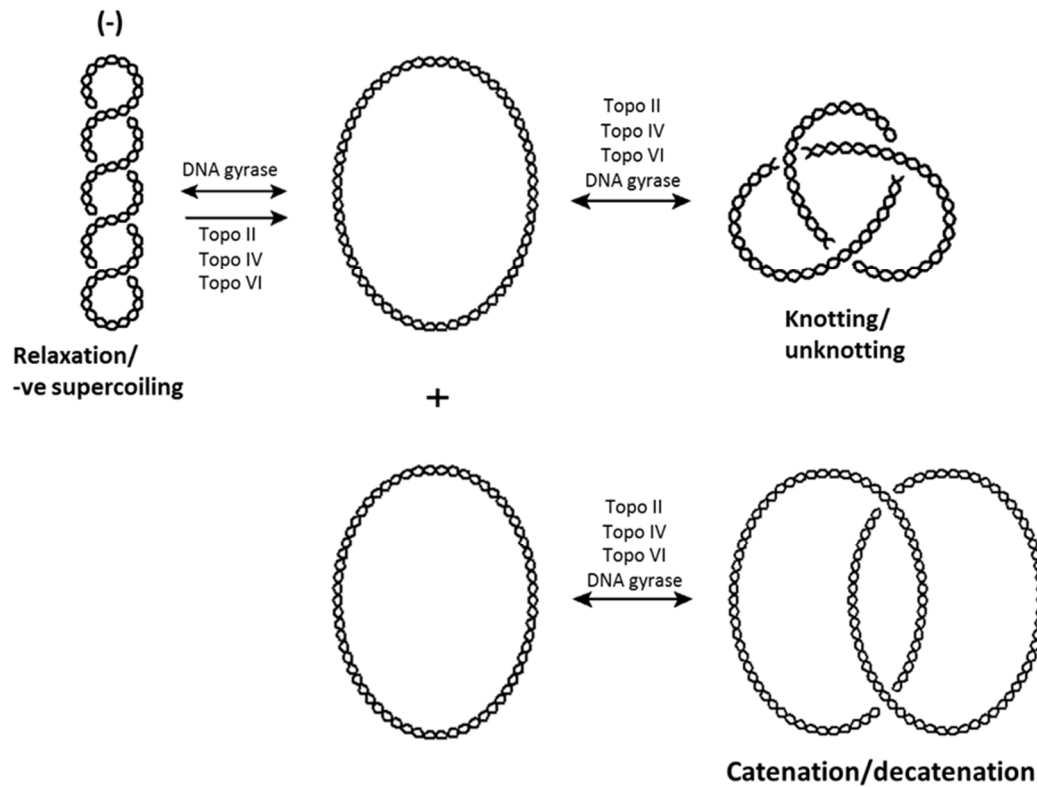 (-)
DNA gyrase
Topo II
Topo IV
Topo VI
Relaxation/
-ve supercoiling
Topo II
Topo IV
Topo VI
DNA gyrase
Knotting/
unknotting
+
Topo II
Topo IV
Topo VI
DNA gyrase
Catenation/decatenation